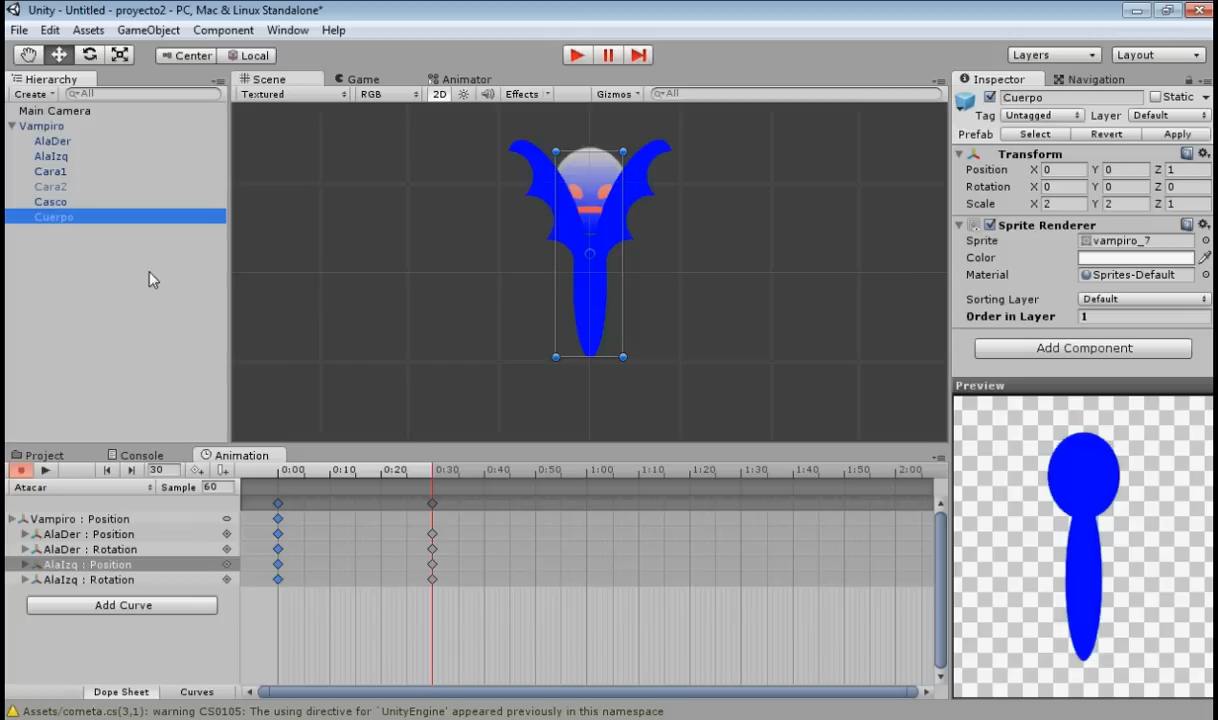 Unity - Untitled - proyecto2 - PC, Mac & Linux Standalone*
File Edit Assets GameObject Component Window Help
Center Local Layers Layout
Hierarchy
Create All
Main Camera
Vampiro
AlaDer
AlaIzq
Cara1
Cara2
Casco
Cuerpo
Scene Game Animator
Textured RGB 2D Effects Gizmos All
Inspector Navigation
Cuerpo Static
Tag Untagged Layer Default
Prefab Select Revert Apply
Transform
Position X 0 Y 0 Z 1
Rotation X 0 Y 0 Z 0
Scale X 2 Y 2 Z 1
Sprite Renderer
Sprite vampiro_7
Color
Material Sprites-Default
Sorting Layer Default
Order in Layer 1
Add Component
Preview
Project Console Animation
30 0:00 0:10 0:20 0:30 0:40 0:50 1:00 1:10 1:20 1:30 1:40 1:50 2:00
Atacar Sample 60
Vampiro : Position
AlaDer : Position
AlaDer : Rotation
AlaIzq : Position
AlaIzq : Rotation
Add Curve
Dope Sheet Curves
Assets/cometa.cs(3,1): warning CS0105: The using directive for `UnityEngine' appeared previously in this namespace